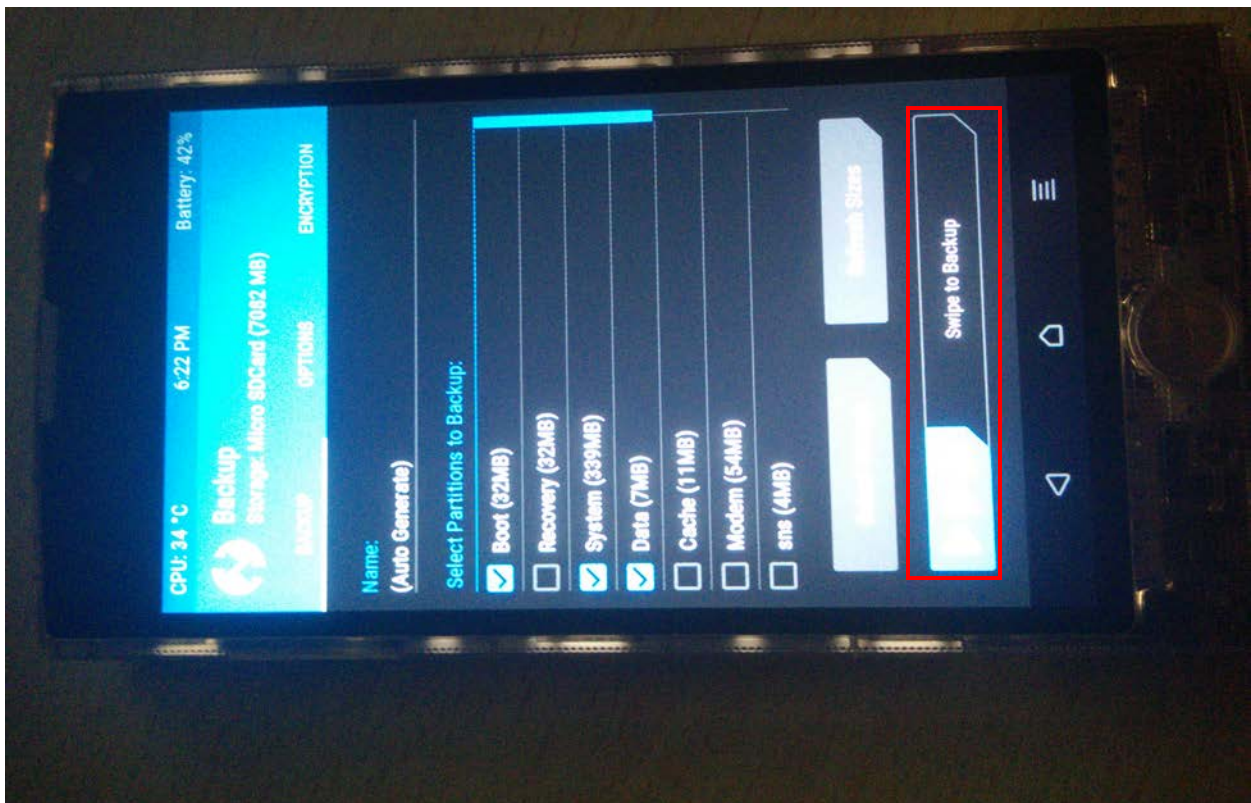 CPU: 34 °C 6:22 PM Battery: 42%
Backup
Storage: Micro SDCard (7082 MB)
BACKUP OPTIONS ENCRYPTION
Name:
(Auto Generate)
Select Partitions to Backup:
Boot (32MB)
Recovery (32MB)
System (339MB)
Data (7MB)
Cache (11MB)
Modem (54MB)
sns (4MB)
Refresh Sizes
Swipe to Backup